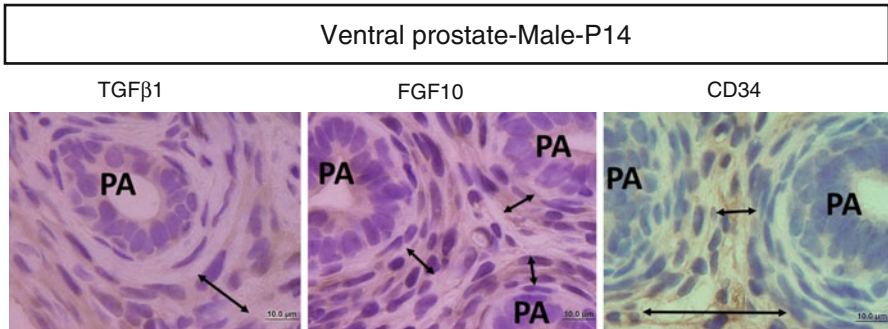 Ventral prostate-Male-P14
TGFβ1 FGF10 CD34
PA PA PA PA PA
PA
10.0 µm 10.0 µm 10.0 µm